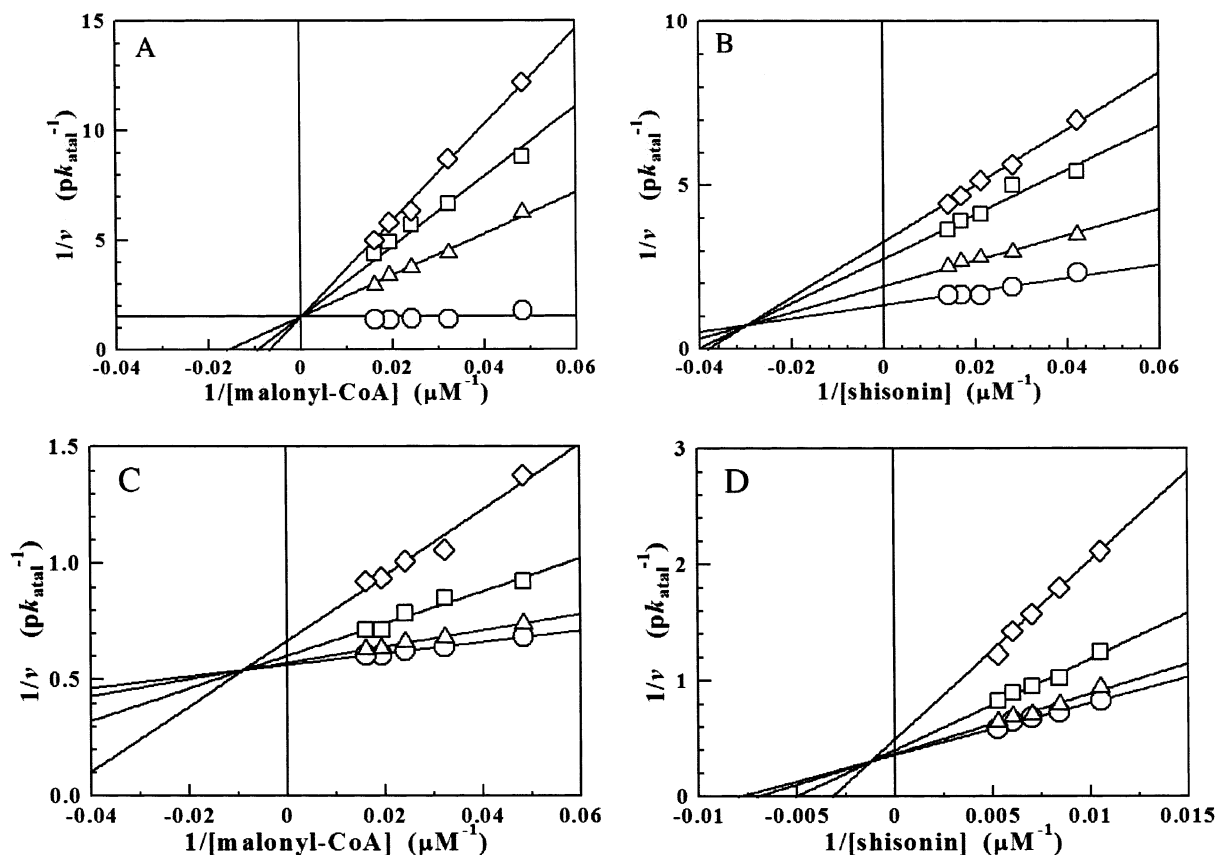 A
15
10
5
0
1/v (pkatal⁻¹)
-0.04 -0.02 0 0.02 0.04 0.06
1/[malonyl-CoA] (μM⁻¹)
B
10
5
0
1/v (pkatal⁻¹)
-0.04 -0.02 0 0.02 0.04 0.06
1/[shisonin] (μM⁻¹)
C
1.5
1.0
0.5
0.0
1/v (pkatal⁻¹)
-0.04 -0.02 0 0.02 0.04 0.06
1/[malonyl-CoA] (μM⁻¹)
D
3
2
1
0
1/v (pkatal⁻¹)
-0.01 -0.005 0 0.005 0.01 0.015
1/[shisonin] (μM⁻¹)